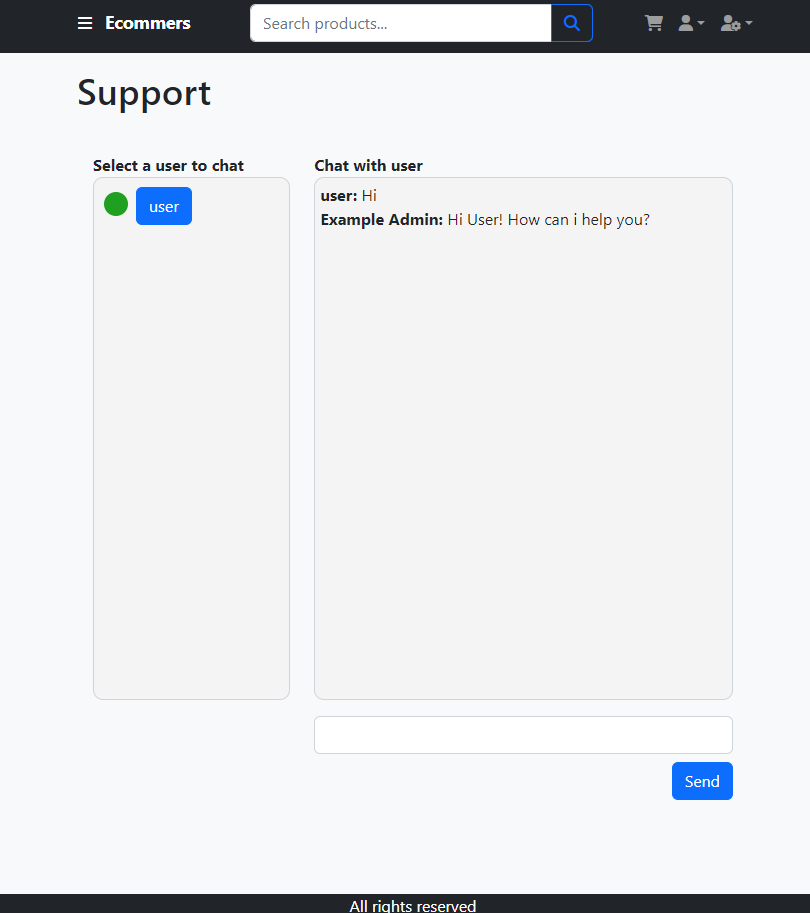 Ecommers
Search products...
Support
Select a user to chat
user
Chat with user
user: Hi
Example Admin: Hi User! How can i help you?
Send
All rights reserved